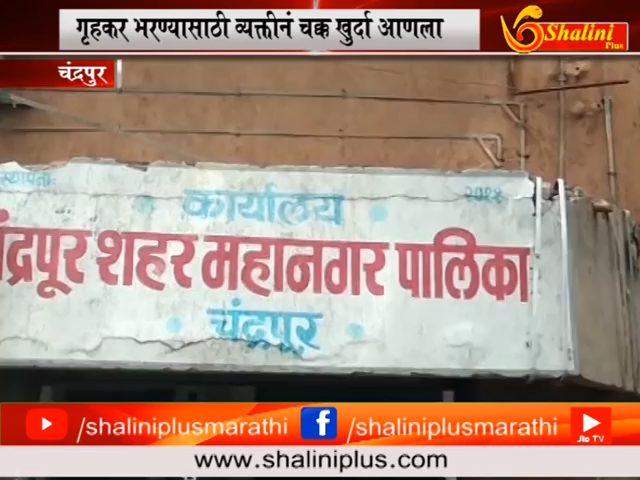 गृहकर भरण्यासाठी व्यक्तीनं चक्क खुर्दा आणला
Shalini
Plus
चंद्रपूर
कार्यालय
चंद्रपूर शहर महानगर पालिका
चंद्रपूर
/shaliniplusmarathi
/shaliniplusmarathi
Jio TV
www.shaliniplus.com